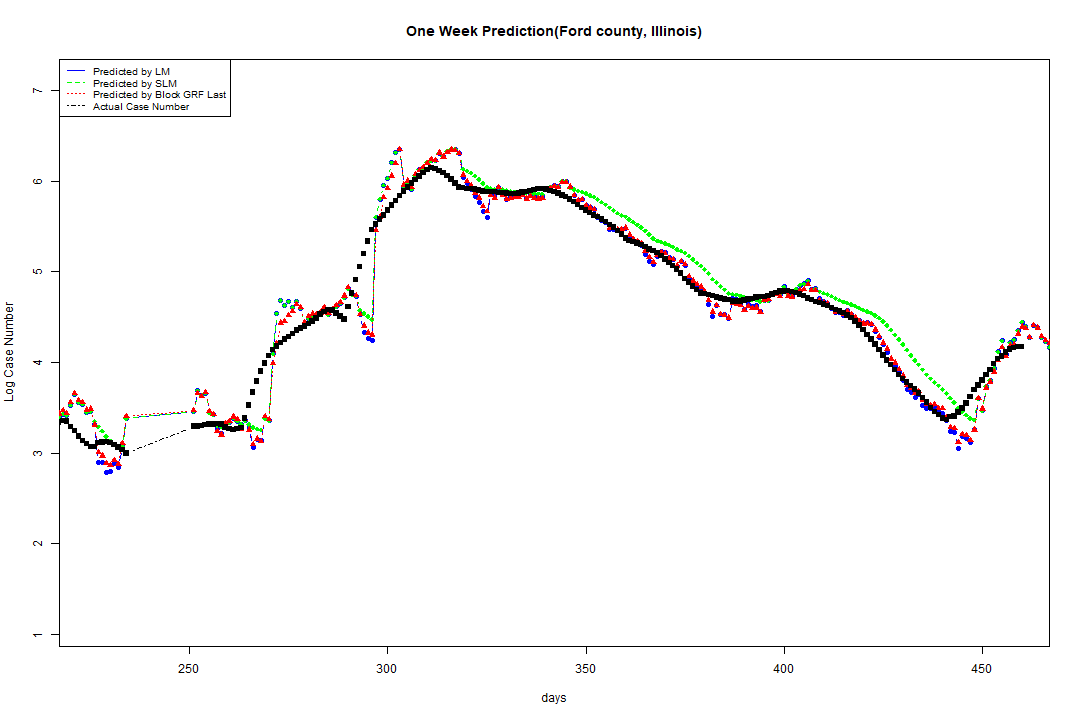 One Week Prediction(Ford county, Illinois)
Predicted by LM
Predicted by SLM
Predicted by Block GRF Last
Actual Case Number
7
6
5
4
3
2
1
Log Case Number
250 300 350 400 450
days